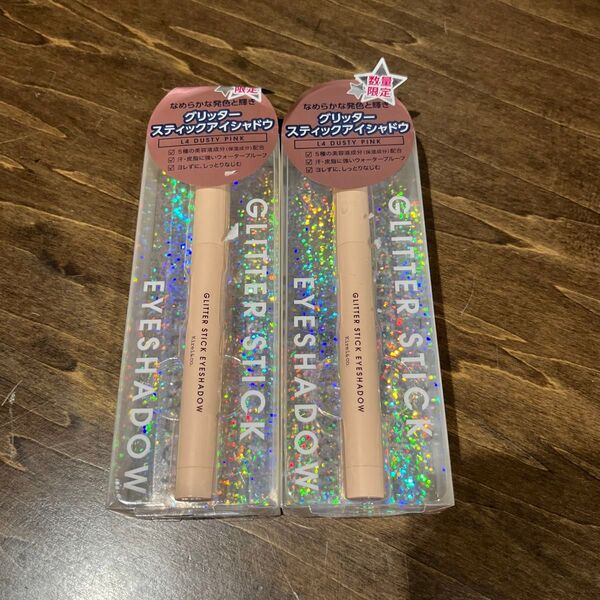 限定
なめらかな発色と輝き
グリッター
スティックアイシャドウ
L4 DUSTY PINK
5種の美容液成分(保湿成分)配合
汗・皮脂に強いウォータープルーフ
ヨレずに、しっとりなじむ
GLITTER STICK
EYESHADOW
GLITTER STICK EYESHADOW
数量
限定
なめらかな発色と輝き
グリッター
スティックアイシャドウ
L4 DUSTY PINK
5種の美容液成分(保湿成分)配合
汗・皮脂に強いウォータープルーフ
ヨレずに、しっとりなじむ
GLITTER STICK
EYESHADOW
GLITTER STICK EYESHADOW